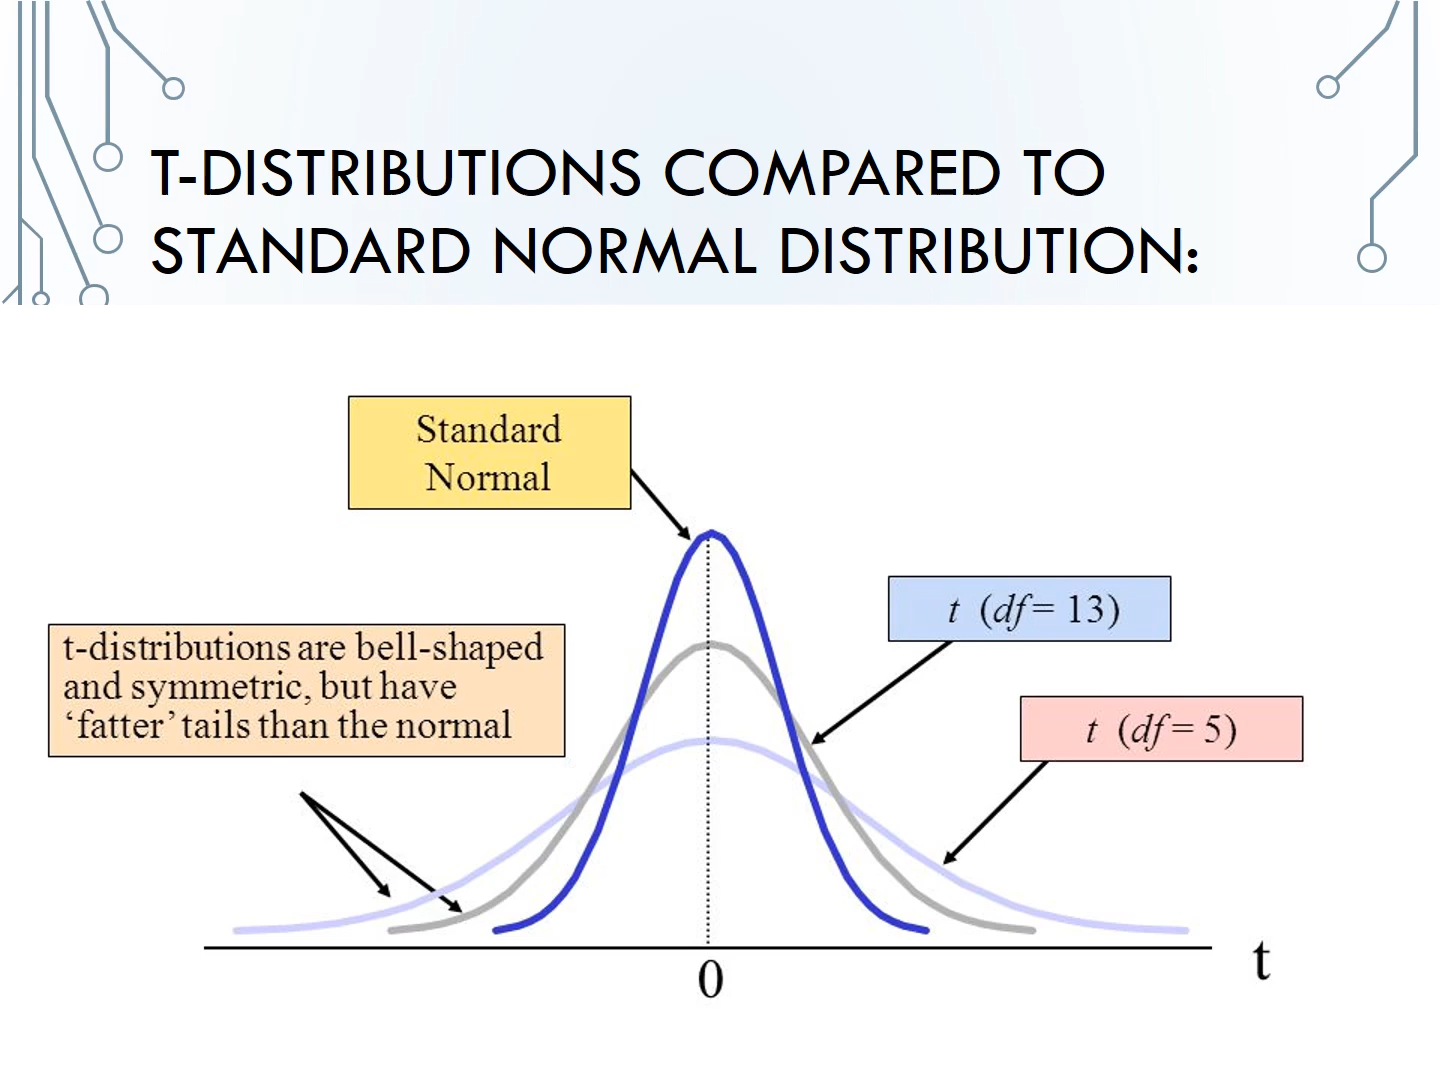 T-DISTRIBUTIONS COMPARED TO
STANDARD NORMAL DISTRIBUTION:
Standard
Normal
t (df = 13)
t-distributions are bell-shaped
and symmetric, but have
‘fatter’ tails than the normal
t (df = 5)
0
t